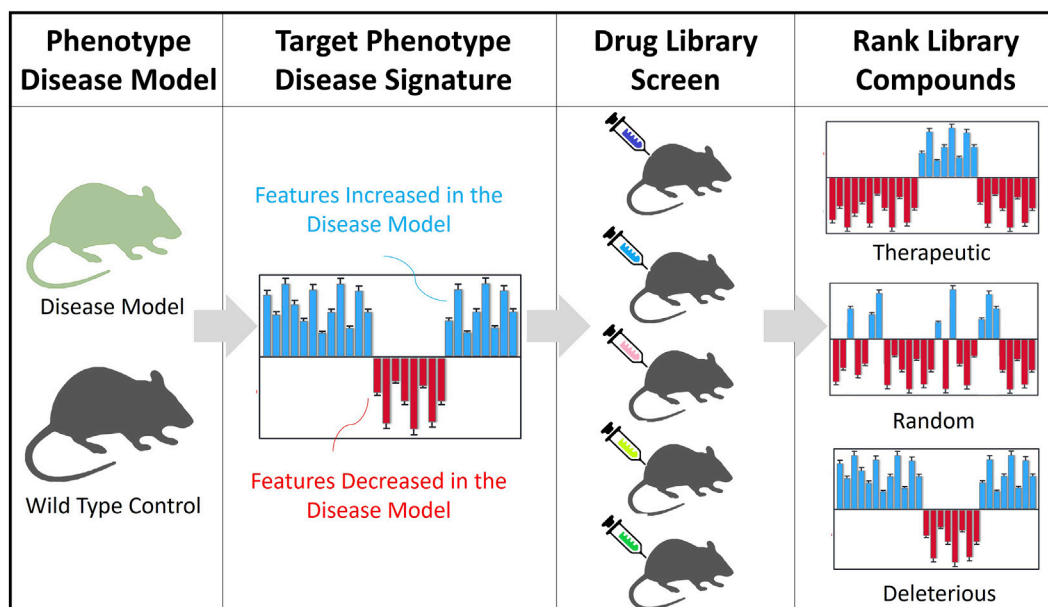 Phenotype
Disease Model
Target Phenotype
Disease Signature
Drug Library
Screen
Rank Library
Compounds
Disease Model
Wild Type Control
Features Increased in the
Disease Model
Features Decreased in the
Disease Model
Therapeutic
Random
Deleterious